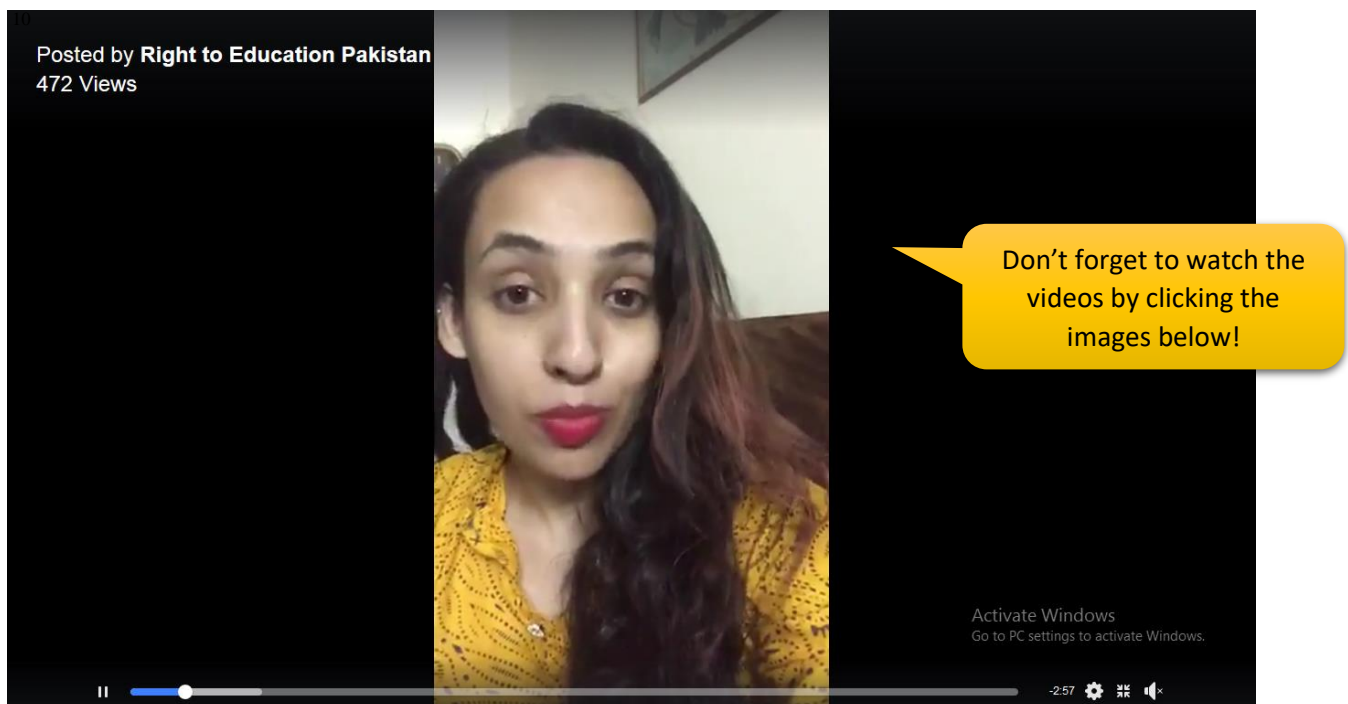 10
Posted by Right to Education Pakistan
472 Views
Don’t forget to watch the
videos by clicking the
images below!
Activate Windows
Go to PC settings to activate Windows.
-2:57